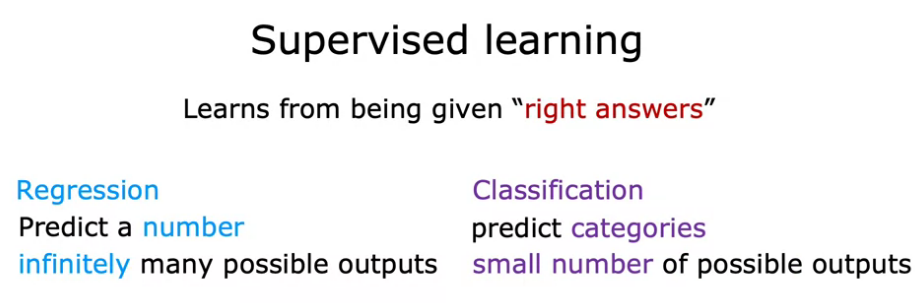 Supervised learning
Learns from being given “right answers”
Regression
Predict a number
infinitely many possible outputs
Classification
predict categories
small number of possible outputs